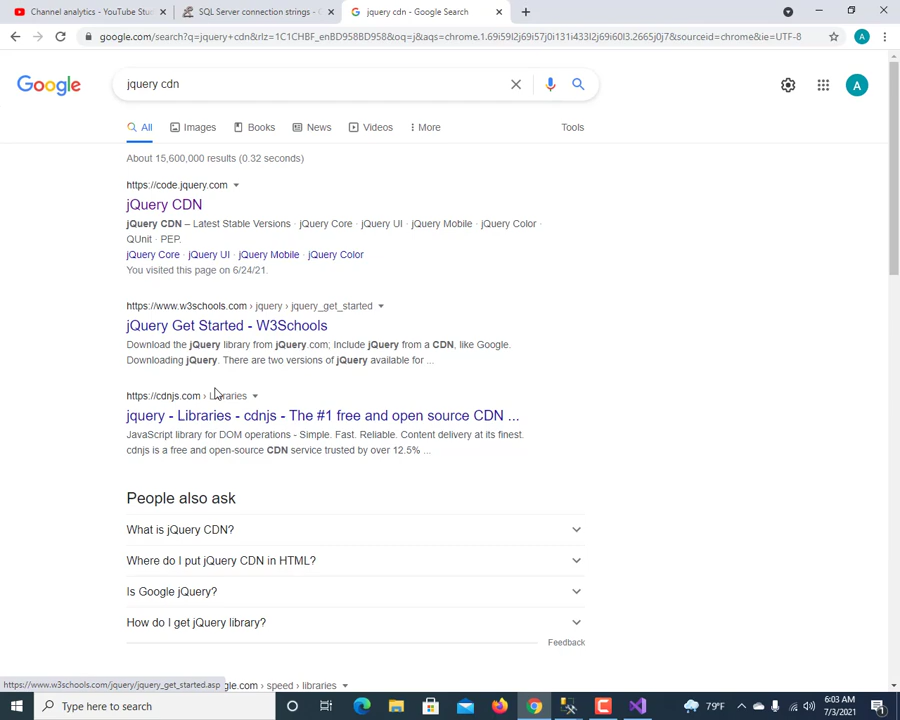 Channel analytics - YouTube Stu
SQL Server connection strings - 
jquery cdn - Google Search
google.com/search?q=jquery+cdn&rlz=1C1CHBF_enBD958BD958&oq=j&aqs=chrome.1.69i59l2j69i57j0i131i433l2j69i60l3.2665j0j7&sourceid=chrome&ie=UTF-8
A
Google
jquery cdn
A
All
Images
Books
News
Videos
More
Tools
About 15,600,000 results (0.32 seconds)
https://code.jquery.com
jQuery CDN
jQuery CDN – Latest Stable Versions · jQuery Core · jQuery UI · jQuery Mobile · jQuery Color ·
QUnit · PEP.
jQuery Core · jQuery UI · jQuery Mobile · jQuery Color
You visited this page on 6/24/21.
https://www.w3schools.com › jquery › jquery_get_started
jQuery Get Started - W3Schools
Download the jQuery library from jQuery.com; Include jQuery from a CDN, like Google.
Downloading jQuery. There are two versions of jQuery available for ...
https://cdnjs.com › Libraries
jquery - Libraries - cdnjs - The #1 free and open source CDN ...
JavaScript library for DOM operations - Simple. Fast. Reliable. Content delivery at its finest.
cdnjs is a free and open-source CDN service trusted by over 12.5% ...
People also ask
What is jQuery CDN?
Where do I put jQuery CDN in HTML?
Is Google jQuery?
How do I get jQuery library?
Feedback
https://www.w3schools.com/jquery/jquery_get_started.asp
gle.com › speed › libraries
Type here to search
79°F
6:03 AM
7/3/2021
1